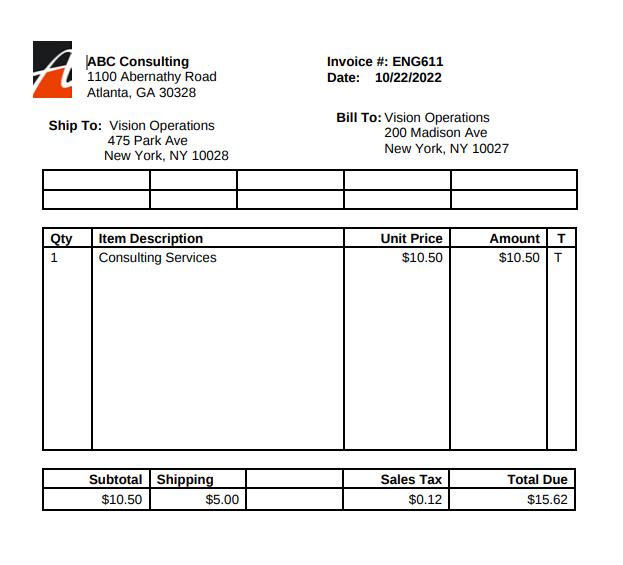 ABC Consulting
1100 Abernathy Road
Atlanta, GA 30328
Invoice #: ENG611
Date: 10/22/2022
Ship To: Vision Operations
475 Park Ave
New York, NY 10028
Bill To: Vision Operations
200 Madison Ave
New York, NY 10027
Qty Item Description Unit Price Amount T
1 Consulting Services $10.50 $10.50 T
Subtotal Shipping Sales Tax Total Due
$10.50 $5.00 $0.12 $15.62